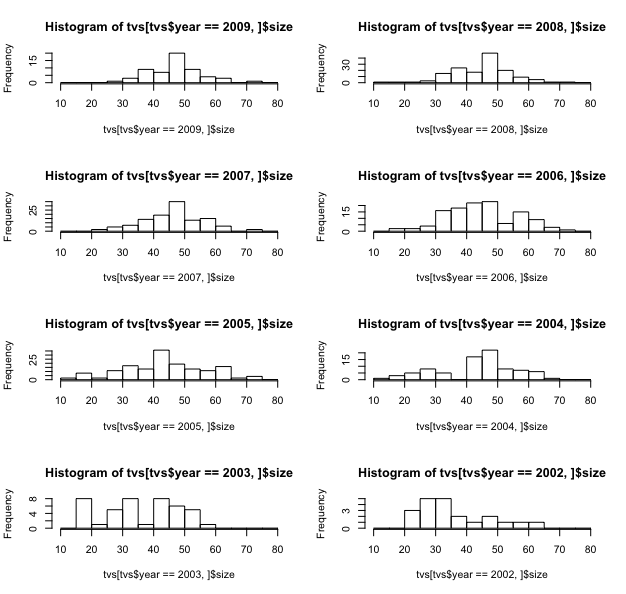 Histogram of tvs[tvs$year == 2009, ]$size
Frequency
0 15
10 20 30 40 50 60 70 80
tvs[tvs$year == 2009, ]$size
Histogram of tvs[tvs$year == 2008, ]$size
Frequency
0 30
10 20 30 40 50 60 70 80
tvs[tvs$year == 2008, ]$size
Histogram of tvs[tvs$year == 2007, ]$size
Frequency
0 25
10 20 30 40 50 60 70 80
tvs[tvs$year == 2007, ]$size
Histogram of tvs[tvs$year == 2006, ]$size
Frequency
0 15
10 20 30 40 50 60 70 80
tvs[tvs$year == 2006, ]$size
Histogram of tvs[tvs$year == 2005, ]$size
Frequency
0 25
10 20 30 40 50 60 70 80
tvs[tvs$year == 2005, ]$size
Histogram of tvs[tvs$year == 2004, ]$size
Frequency
0 15
10 20 30 40 50 60 70 80
tvs[tvs$year == 2004, ]$size
Histogram of tvs[tvs$year == 2003, ]$size
Frequency
0 4 8
10 20 30 40 50 60 70 80
tvs[tvs$year == 2003, ]$size
Histogram of tvs[tvs$year == 2002, ]$size
Frequency
0 3
10 20 30 40 50 60 70 80
tvs[tvs$year == 2002, ]$size